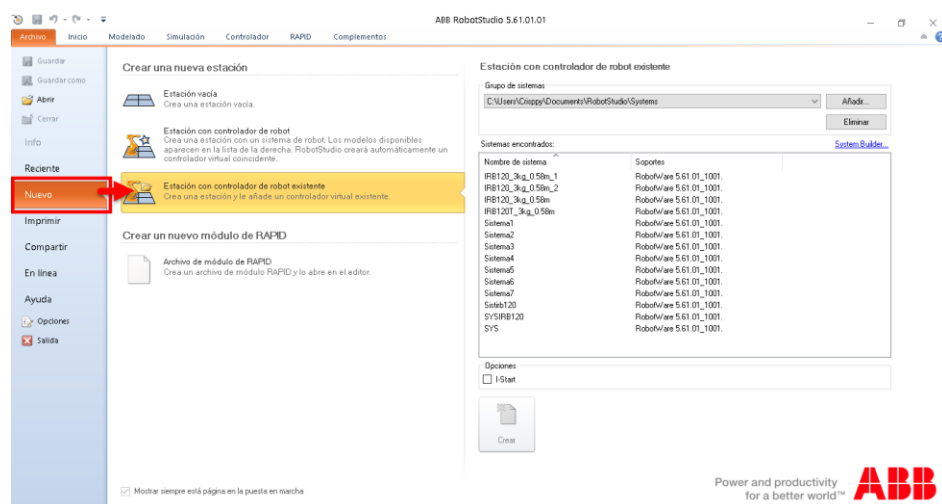 ABB RobotStudio 5.61.01.01
Archivo Inicio Modelado Simulación Controlador RAPID Complementos
Guardar
Guardar como
Abrir
Cerrar
Info
Reciente
Nuevo
Imprimir
Compartir
En línea
Ayuda
Opciones
Salida
Crear una nueva estación
Estación vacía
Crea una estación vacía.
Estación con controlador de robot
Crea una estación con un sistema de robot. Los modelos disponibles
aparecen en la lista de la derecha. RobotStudio creará automáticamente un
controlador virtual coincidente.
Estación con controlador de robot existente
Crea una estación y le añade un controlador virtual existente.
Crear un nuevo módulo de RAPID
Archivo de módulo de RAPID
Crea un archivo de módulo RAPID y lo abre en el editor.
Mostrar siempre está página en la puesta en marcha
Estación con controlador de robot existente
Grupo de sistemas
C:\Users\Crisppy\Documents\RobotStudio\Systems
Añadir...
Eliminar
Sistemas encontrados:
System Builder...
Nombre de sistema Soportes
IRB120_3kg_0.58m_1 RobotWare 5.61.01_1001.
IRB120_3kg_0.58m_2 RobotWare 5.61.01_1001.
IRB120_3kg_0.58m RobotWare 5.61.01_1001.
IRB120T_3kg_0.58m RobotWare 5.61.01_1001.
Sistema1 RobotWare 5.61.01_1001.
Sistema2 RobotWare 5.61.01_1001.
Sistema3 RobotWare 5.61.01_1001.
Sistema4 RobotWare 5.61.01_1001.
Sistema5 RobotWare 5.61.01_1001.
Sistema6 RobotWare 5.61.01_1001.
Sistema7 RobotWare 5.61.01_1001.
Sistirb120 RobotWare 5.61.01_1001.
SYSIRB120 RobotWare 5.61.01_1001.
SYS RobotWare 5.61.01_1001.
Opciones
I-Start
Crear
Power and productivity
for a better world™
ABB